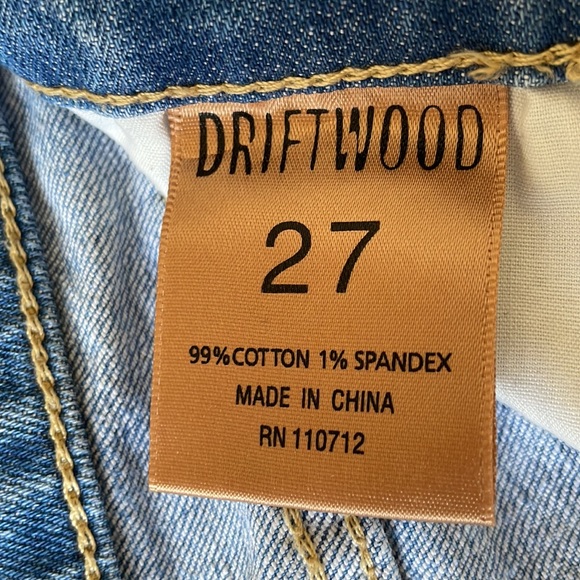 DRIFTWOOD
27
99%COTTON 1% SPANDEX
MADE IN CHINA
RN 110712